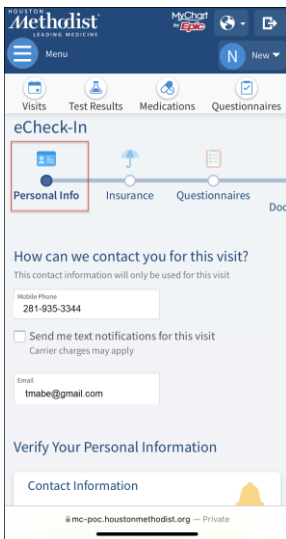 HOUSTON
Methodist
LEADING MEDICINE
MyChart
by Epic
Menu
N New
Visits Test Results Medications Questionnaires
eCheck-In
Personal Info Insurance Questionnaires
Doc
How can we contact you for this visit?
This contact information will only be used for this visit
Mobile Phone
281-935-3344
Send me text notifications for this visit
Carrier charges may apply
Email
tmabe@gmail.com
Verify Your Personal Information
Contact Information
mc-poc.houstonmethodist.org — Private